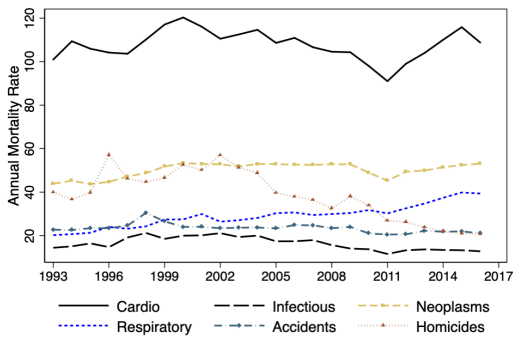 Annual Mortality Rate
120
100
80
60
40
20
1993 1996 1999 2002 2005 2008 2011 2014 2017
Cardio Infectious Neoplasms
Respiratory Accidents Homicides